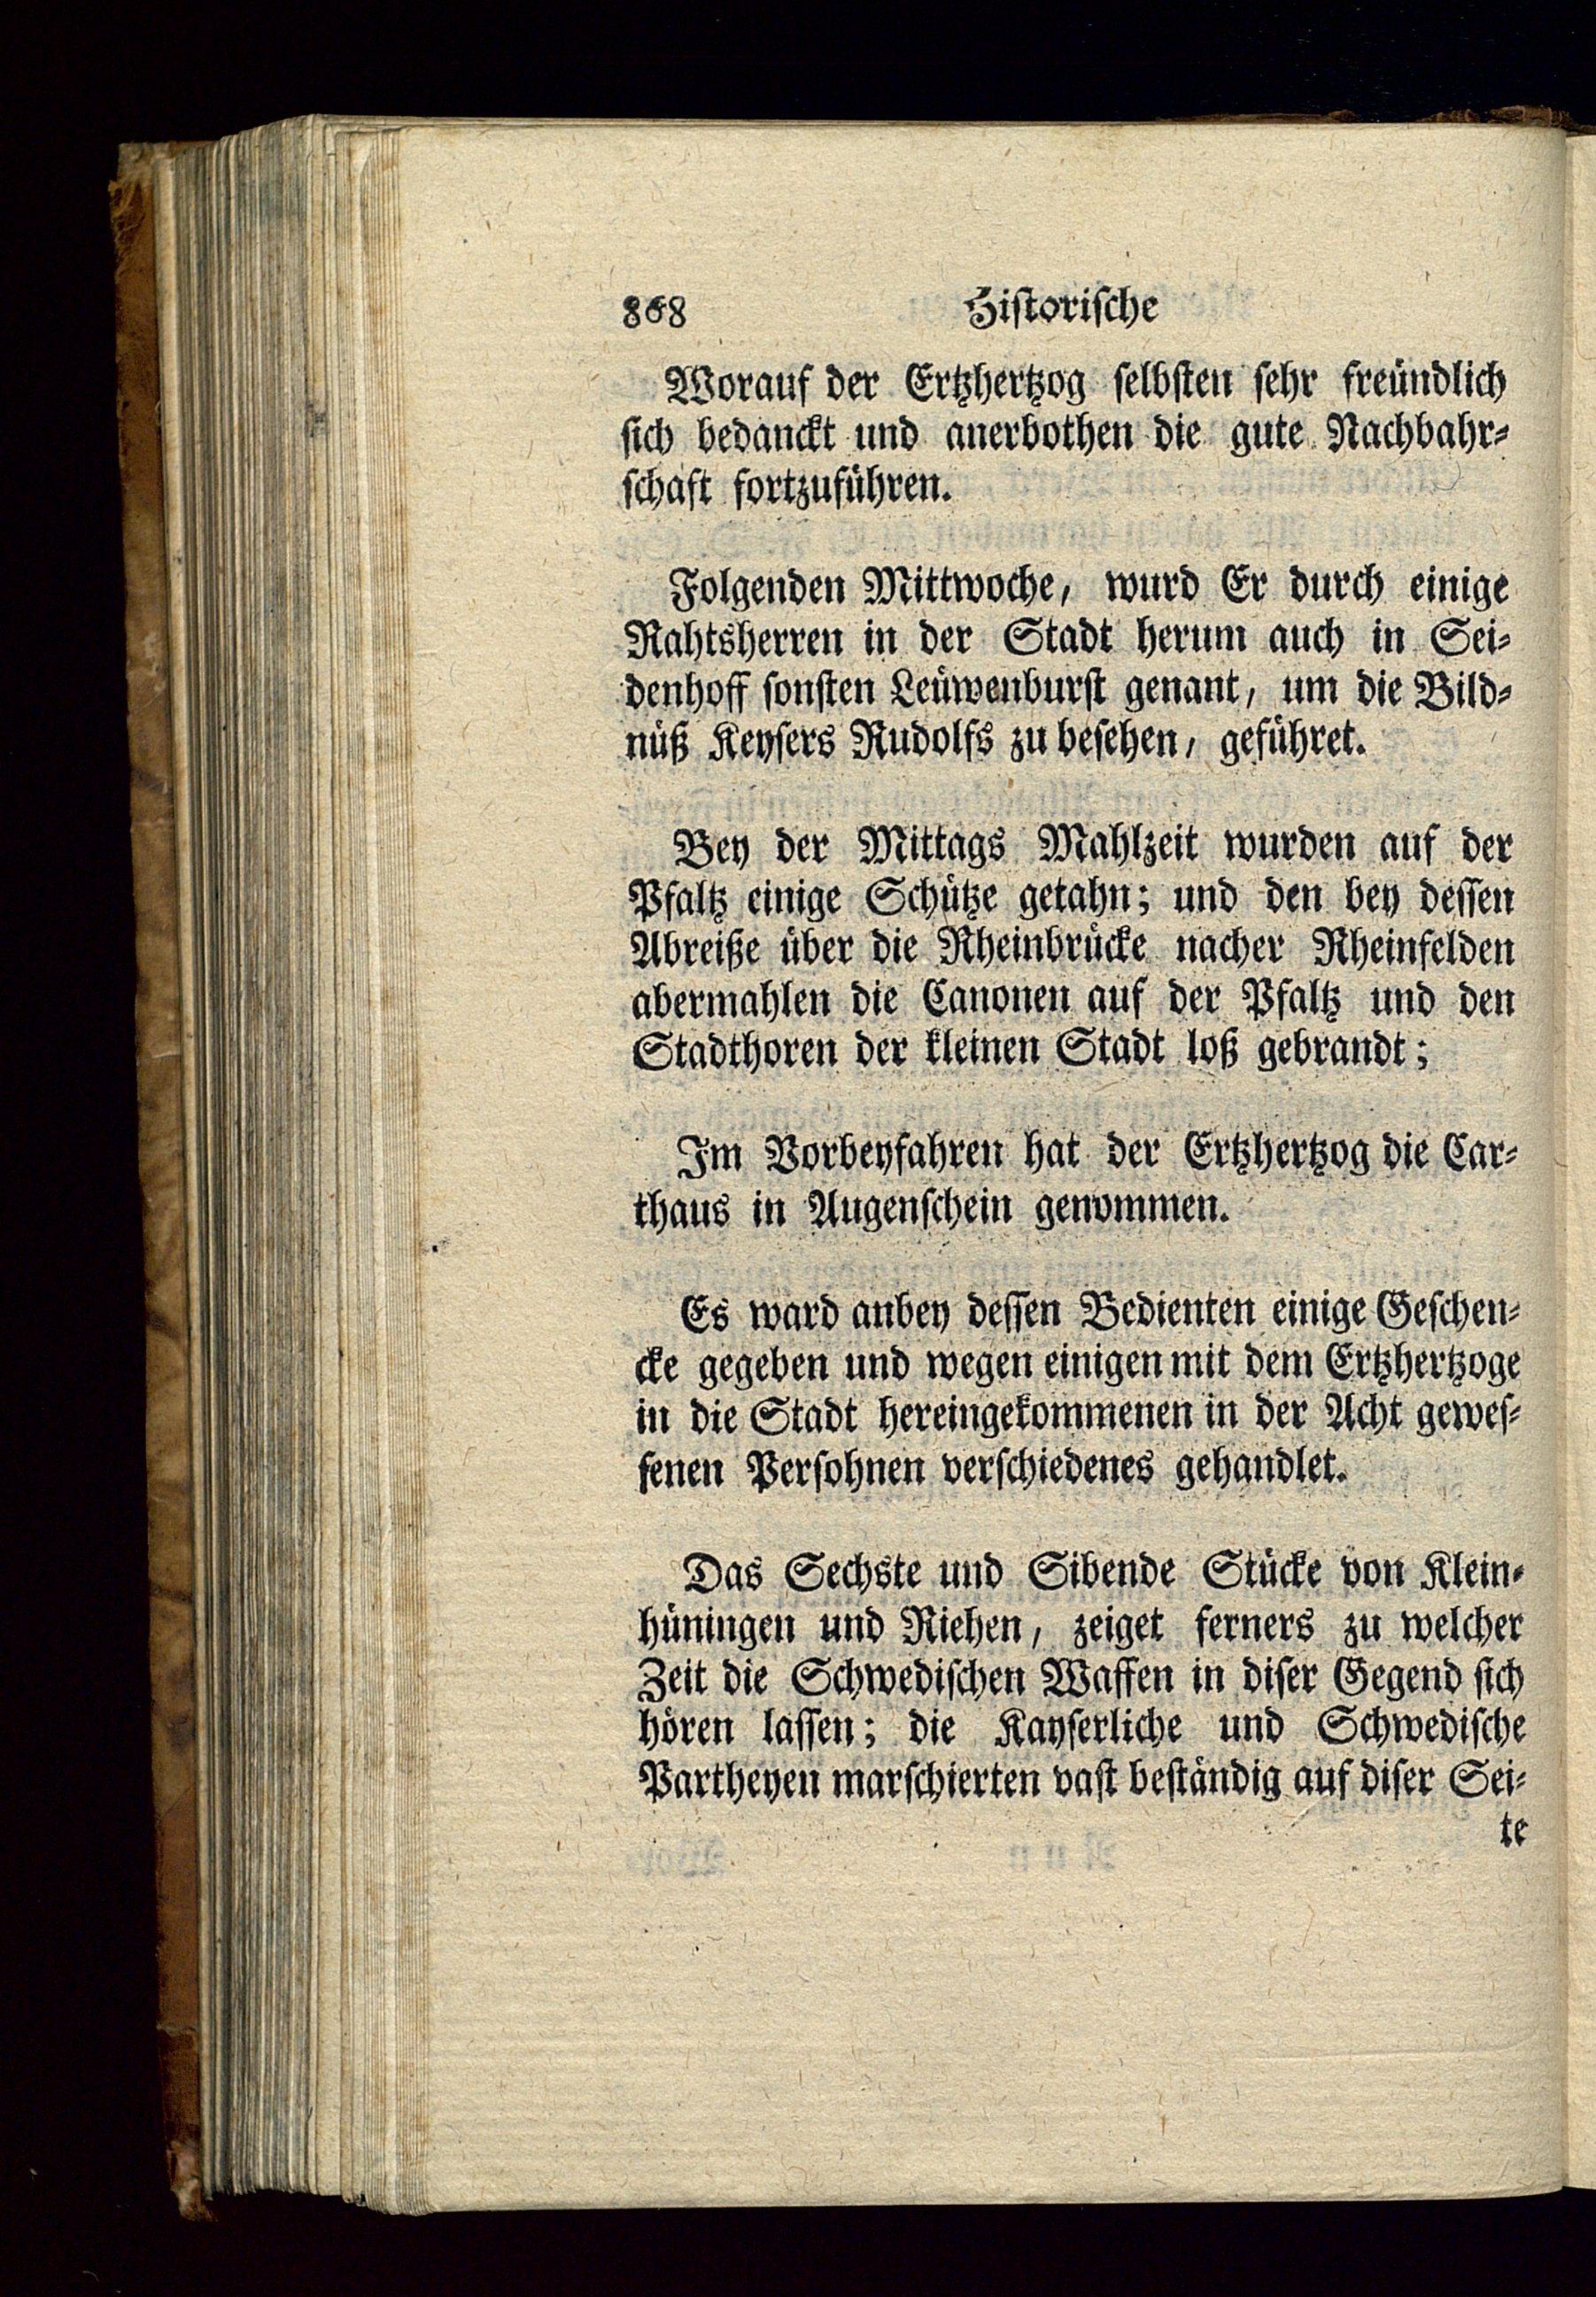 868 Historische
Worauf der Ertzhertzog selbsten sehr freündlich
sich bedanckt und anerbothen die gute Nachbahr⸗
schaft fortzuführen.
Folgenden Mittwoche, wurd Er durch einige
Rahtsherren in der Stadt herum auch in Sei⸗
denhoff sonsten Leüwenburst genant, um die Bild⸗
nüß Keysers Rudolfs zu besehen, geführet.
Bey der Mittags Mahlzeit wurden auf der
Pfaltz einige Schütze getahn; und den bey dessen
Abreiße über die Rheinbrücke nacher Rheinfelden
abermahlen die Canonen auf der Pfaltz und den
Stadthoren der kleinen Stadt loß gebrandt;
Im Vorbeyfahren hat der Ertzhertzog die Car⸗
thaus in Augenschein genommen.
Es ward anbey dessen Bedienten einige Geschen⸗
cke gegeben und wegen einigen mit dem Ertzhertzoge
in die Stadt hereingekommenen in der Acht gewes⸗
senen Persohnen verschiedenes gehandlet.
Das Sechste und Sibende Stücke von Klein⸗
hüningen und Riehen, zeiget ferners zu welcher
Zeit die Schwedischen Waffen in diser Gegend sich
hören lassen; die Kayserliche und Schwedische
Partheyen marschierten vast beständig auf diser Sei⸗
te